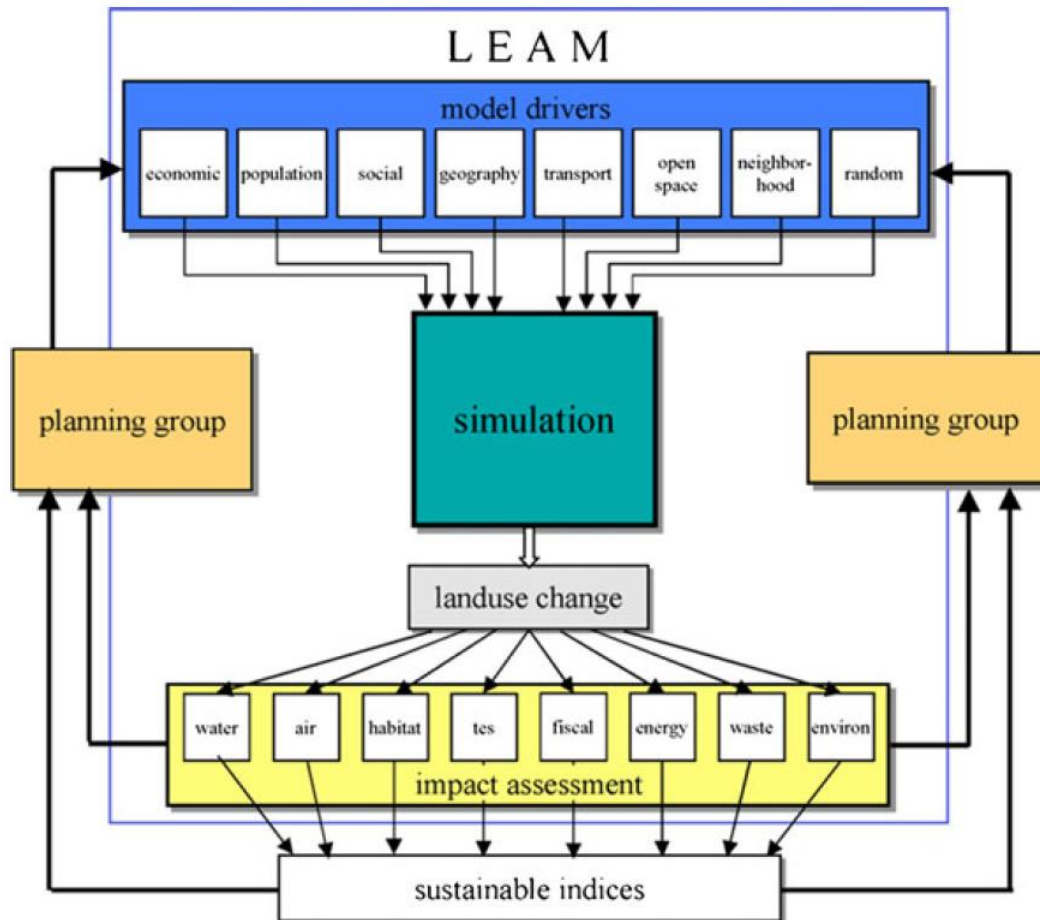 L E A M
model drivers
economic
population
social
geography
transport
open
space
neighbor-
hood
random
planning group
simulation
planning group
landuse change
water
air
habitat
tes
fiscal
energy
waste
environ
impact assessment
sustainable indices